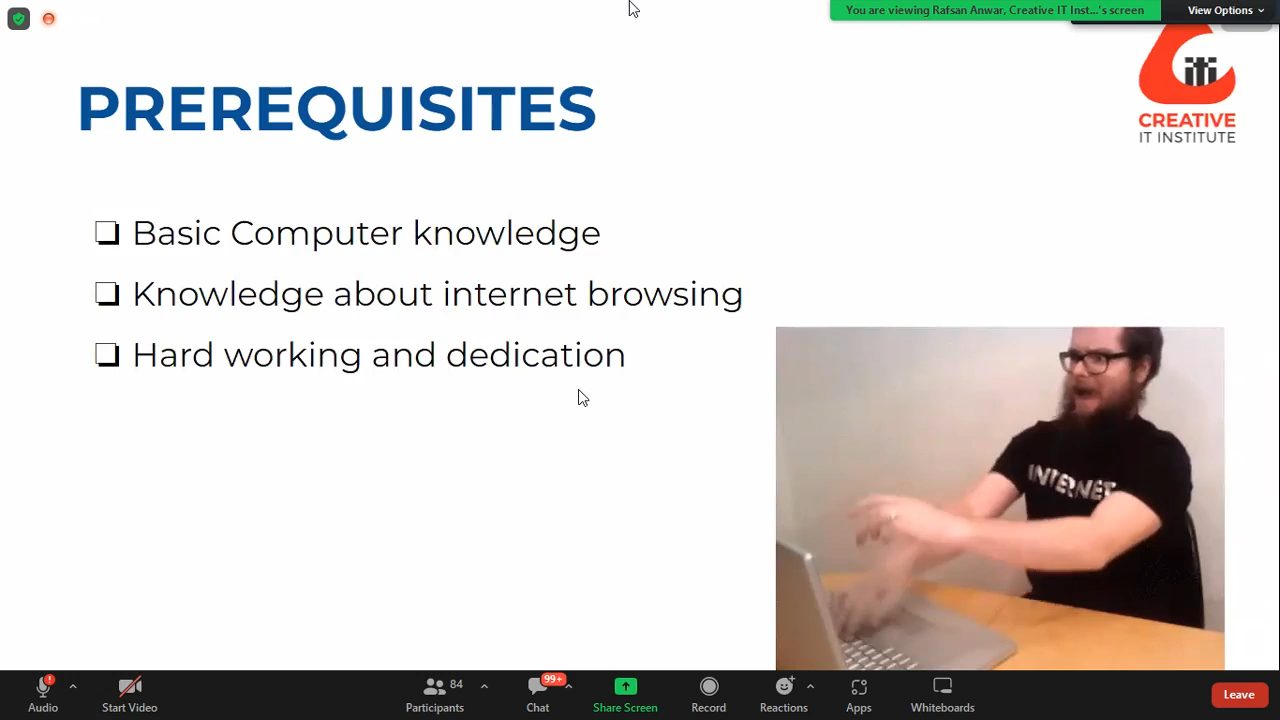 You are viewing Rafsan Anwar, Creative IT Inst...'s screen
View Options
iti
CREATIVE
IT INSTITUTE
PREREQUISITES
Basic Computer knowledge
Knowledge about internet browsing
Hard working and dedication
INTERNET
Audio
Start Video
84
Participants
99+
Chat
Share Screen
Record
Reactions
Apps
Whiteboards
Leave